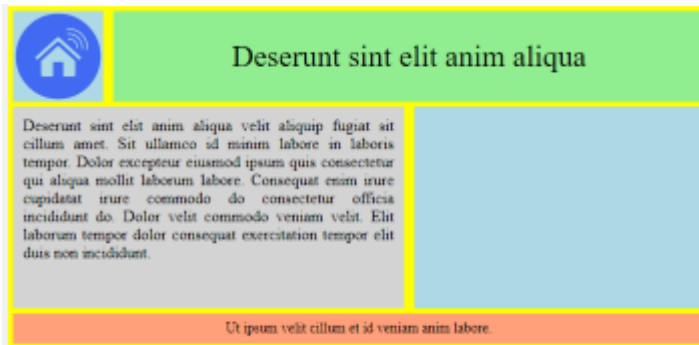 Deserunt sint elit anim aliqua
Deserunt sint elit anim aliqua velit aliquip fugiat sit
cillum amet. Sit ullamco id minim labore in laboris
tempor. Dolor excepteur eiusmod ipsum quis consectetur
qui aliqua mollit laborum labore. Consequat enim irure
cupidatat irure commodo do consectetur officia
incididunt do. Dolor velit commodo veniam velit. Elit
laborum tempor dolor consequat exercitation tempor elit
duis non incididunt.
Ut ipsum velit cillum et id veniam anim labore.